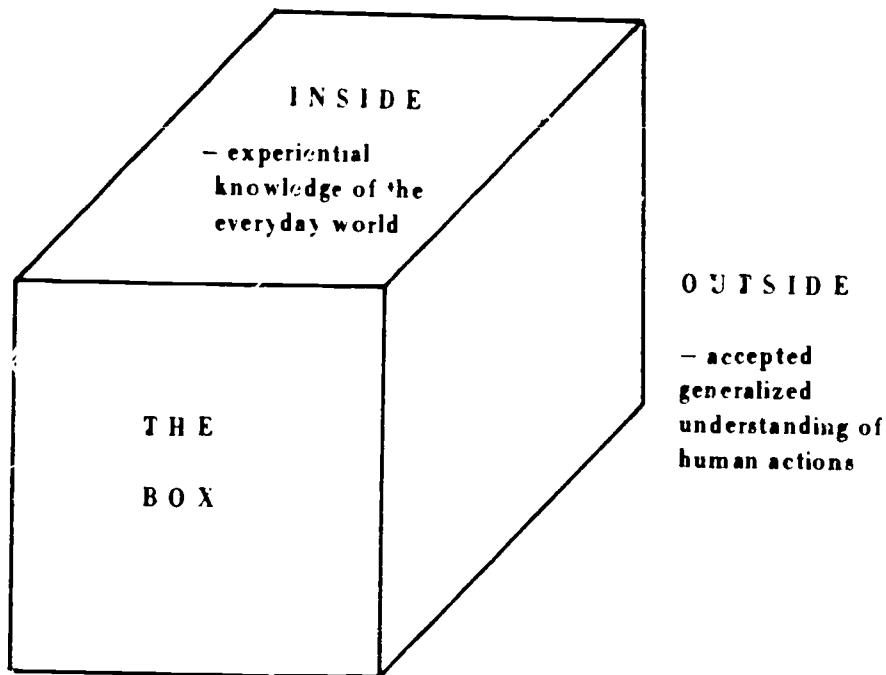 INSIDE
– experiential
knowledge of the
everyday world
OUTSIDE
– accepted
generalized
understanding of
human actions
THE
BOX